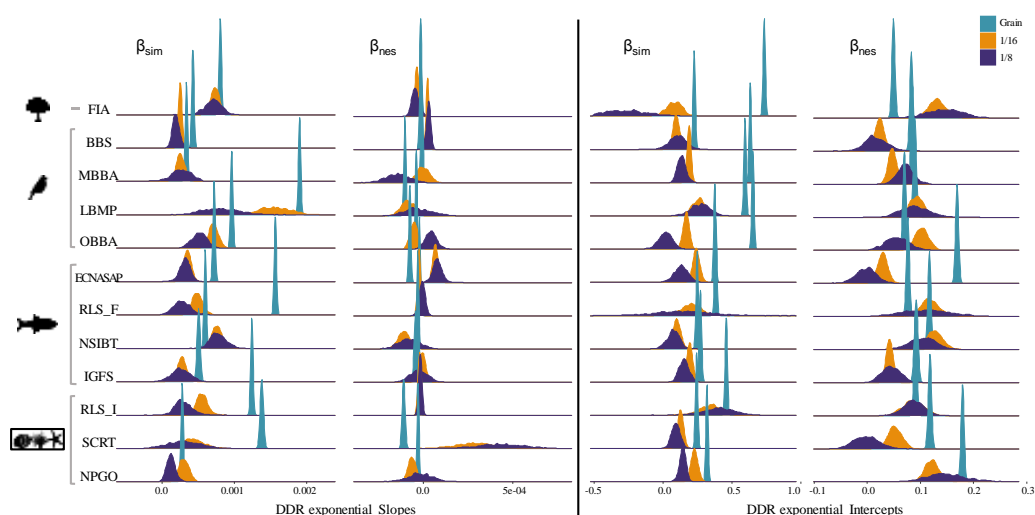 Grain
1/16
1/8
βsim
βnes
βsim
βnes
FIA
BBS
MBBA
LBMP
OBBA
ECNASAP
RLS_F
NSIBT
IGFS
RLS_I
SCRT
NPGO
0.0 0.001 0.002 0.0 5e-04 -0.5 0.0 0.5 1.0 -0.1 0.0 0.1 0.2 0.3
DDR exponential Slopes DDR exponential Intercepts